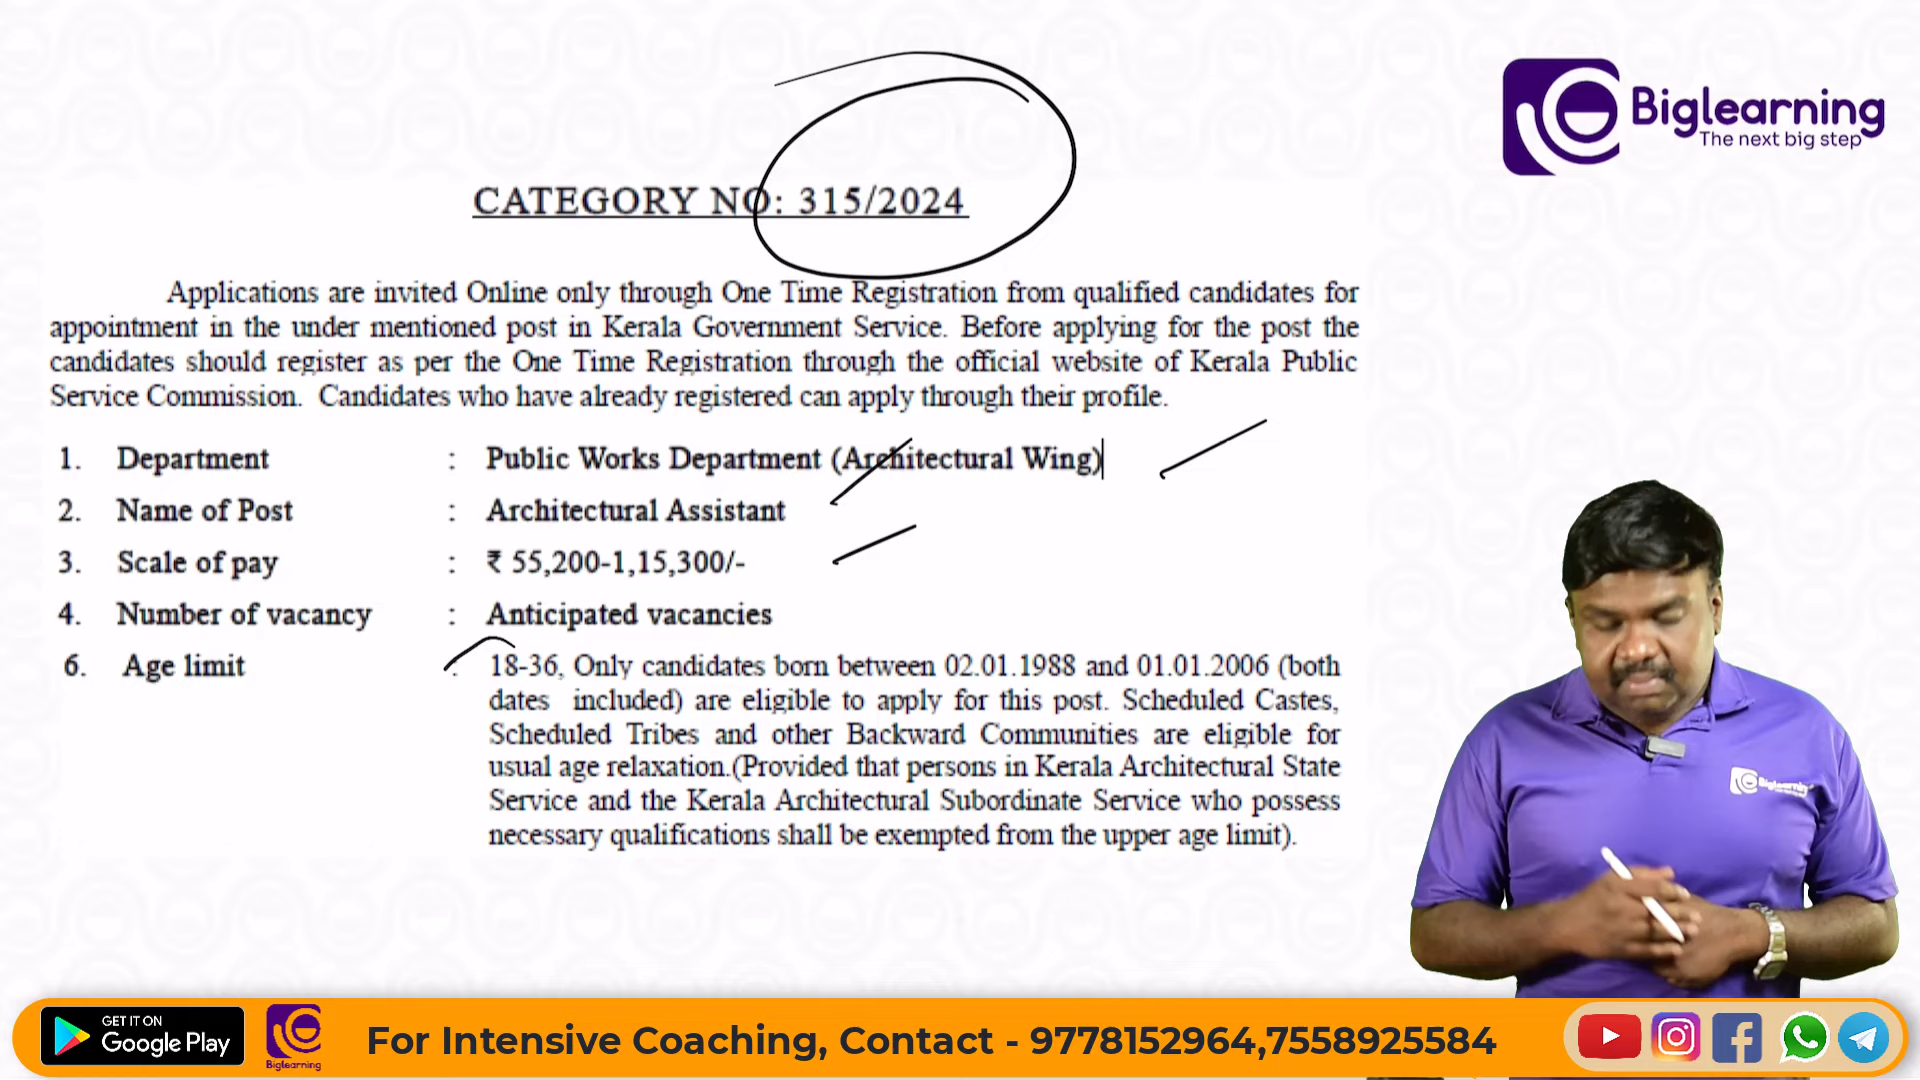 Biglearning
The next big step
CATEGORY NO: 315/2024
Applications are invited Online only through One Time Registration from qualified candidates for
appointment in the under mentioned post in Kerala Government Service. Before applying for the post the
candidates should register as per the One Time Registration through the official website of Kerala Public
Service Commission. Candidates who have already registered can apply through their profile.
1. Department : Public Works Department (Architectural Wing)
2. Name of Post : Architectural Assistant
3. Scale of pay : ₹ 55,200-1,15,300/-
4. Number of vacancy : Anticipated vacancies
6. Age limit : 18-36, Only candidates born between 02.01.1988 and 01.01.2006 (both
dates included) are eligible to apply for this post. Scheduled Castes,
Scheduled Tribes and other Backward Communities are eligible for
usual age relaxation.(Provided that persons in Kerala Architectural State
Service and the Kerala Architectural Subordinate Service who possess
necessary qualifications shall be exempted from the upper age limit).
Biglearning
GET IT ON
Google Play
Biglearning
For Intensive Coaching, Contact - 9778152964,7558925584